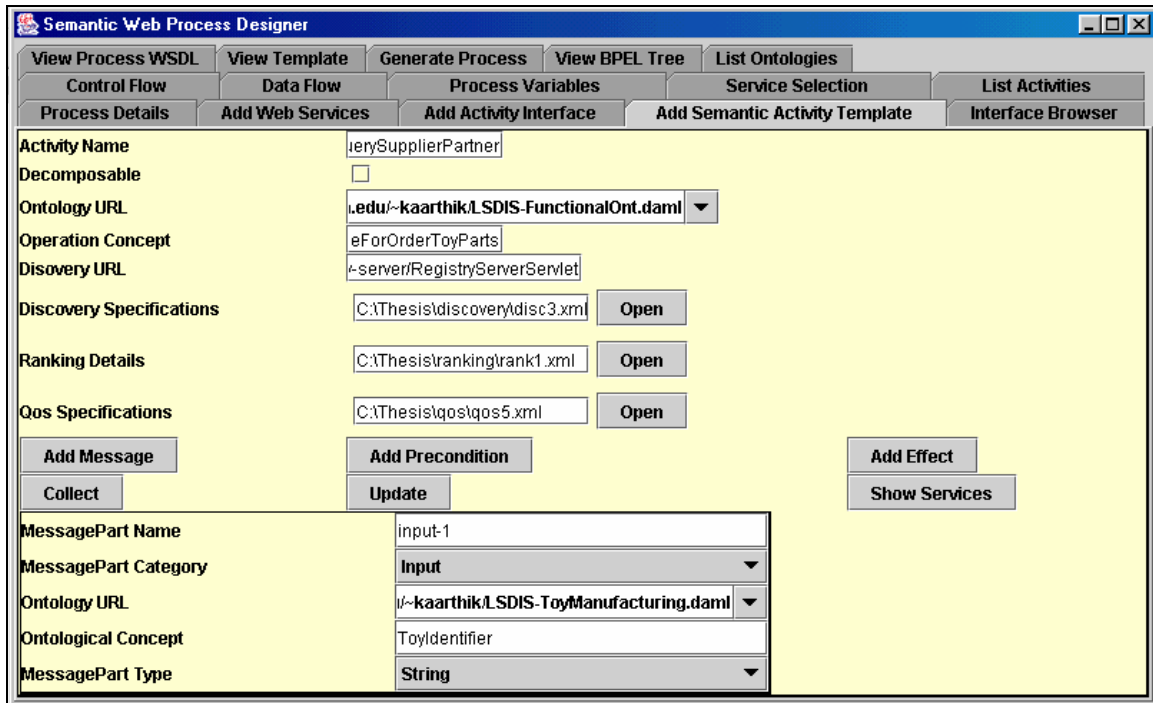 Semantic Web Process Designer
View Process WSDL View Template Generate Process View BPEL Tree List Ontologies
Control Flow Data Flow Process Variables Service Selection List Activities
Process Details Add Web Services Add Activity Interface Add Semantic Activity Template Interface Browser
Activity Name uerySupplierPartner
Decomposable
Ontology URL .edu/~kaarthik/LSDIS-FunctionalOnt.daml
Operation Concept eForOrderToyParts
Disovery URL -server/RegistryServerServlet
Discovery Specifications C:\Thesis\discovery\disc3.xml Open
Ranking Details C:\Thesis\ranking\rank1.xml Open
Qos Specifications C:\Thesis\qos\qos5.xml Open
Add Message Add Precondition Add Effect
Collect Update Show Services
MessagePart Name input-1
MessagePart Category Input
Ontology URL /~kaarthik/LSDIS-ToyManufacturing.daml
Ontological Concept ToyIdentifier
MessagePart Type String